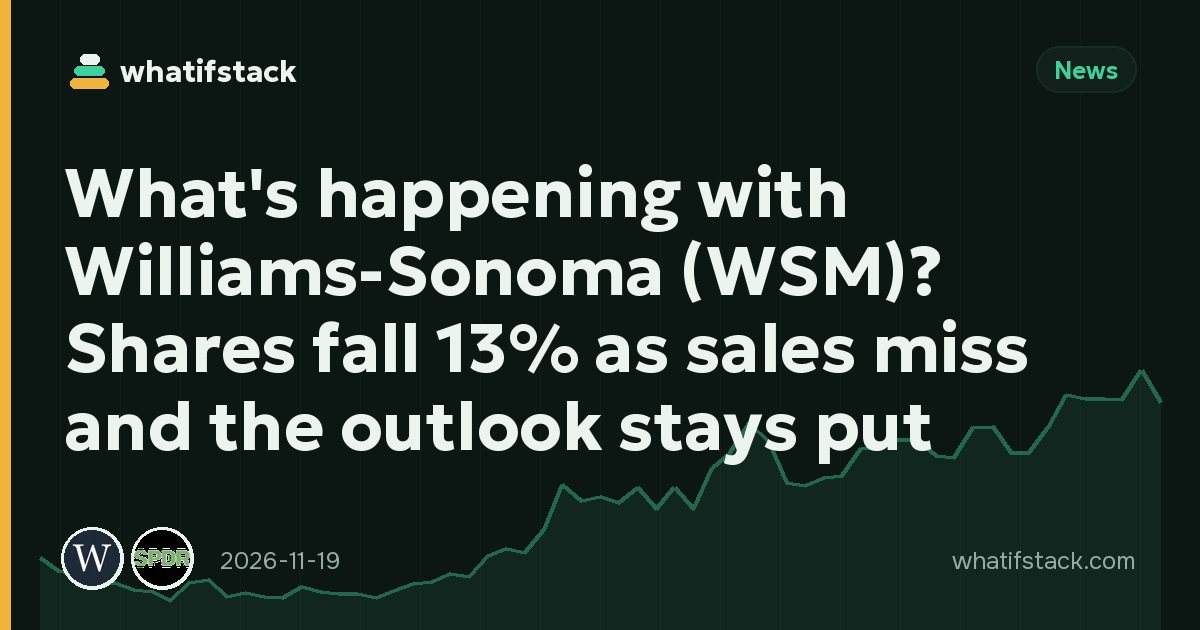 whatifstack
News
What's happening with
Williams-Sonoma (WSM)?
Shares fall 13% as sales miss
and the outlook stays put
W
SPDR
2026-11-19
whatifstack.com